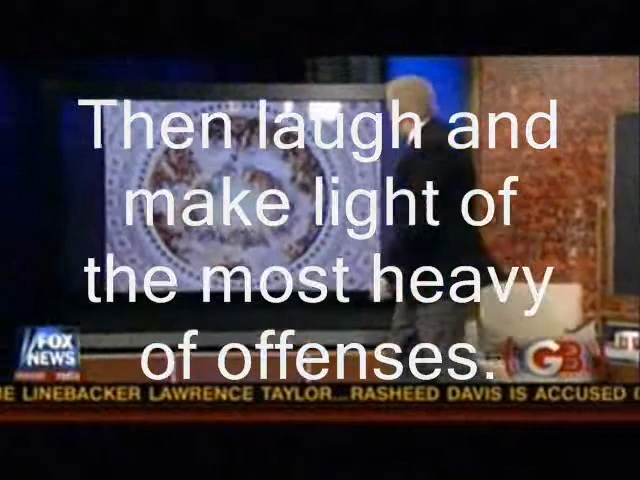 Then laugh and
make light of
the most heavy
of offenses.
FOX
NEWS
GB
E LINEBACKER LAWRENCE TAYLOR...RASHEED DAVIS IS ACCUSED